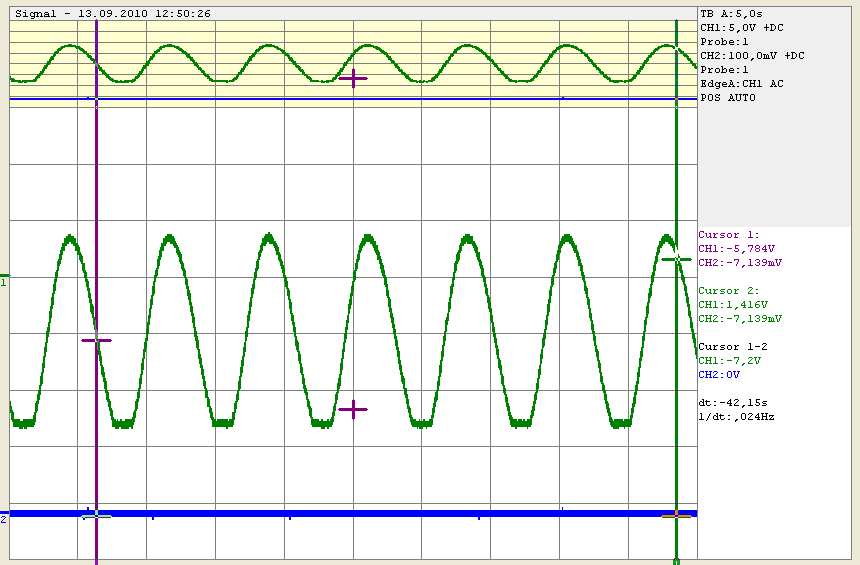 Signal - 13.09.2010 12:50:26
TB A:5,0s
CH1:5,0V +DC
Probe:1
CH2:100,0mV +DC
Probe:1
EdgeA:CH1 AC
POS AUTO
Cursor 1:
CH1:-5,784V
CH2:-7,139mV
Cursor 2:
CH1:1,416V
CH2:-7,139mV
Cursor 1-2
CH1:-7,2V
CH2:0V
dt:-42,15s
1/dt:,024Hz
1
2